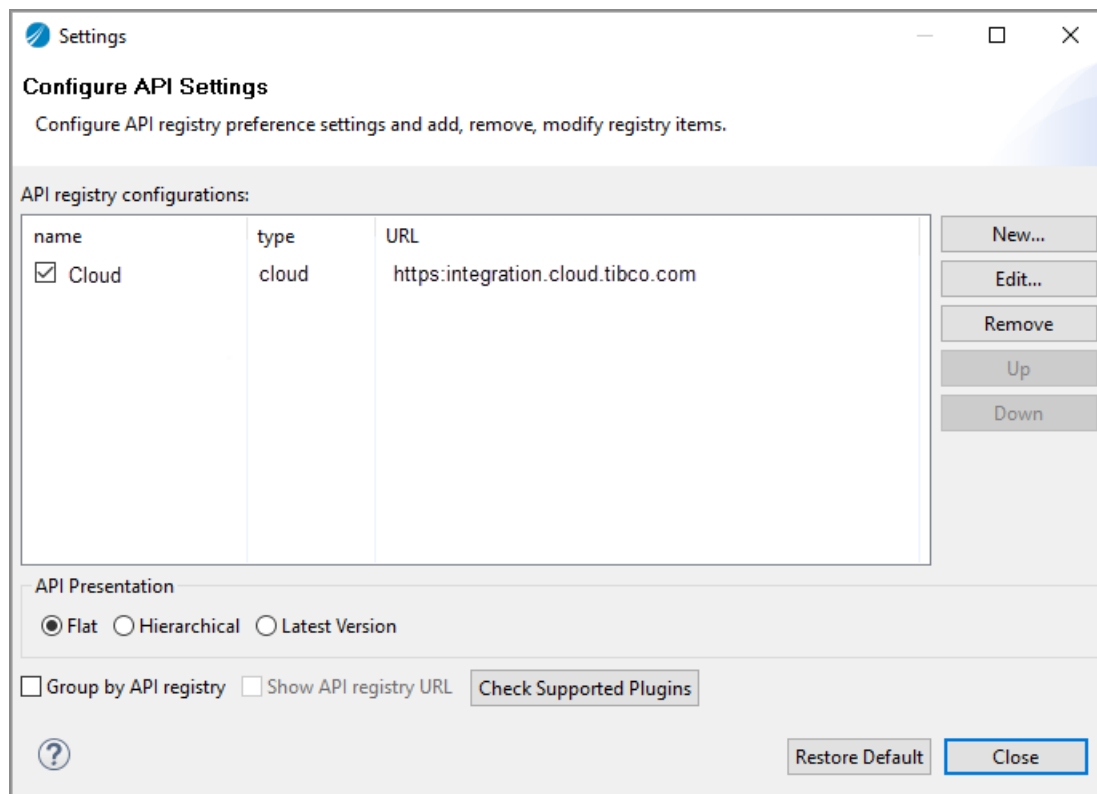 Settings
Configure API Settings
Configure API registry preference settings and add, remove, modify registry items.
API registry configurations:
name type URL
Cloud cloud https:integration.cloud.tibco.com
New...
Edit...
Remove
Up
Down
API Presentation
Flat Hierarchical Latest Version
Group by API registry Show API registry URL Check Supported Plugins
? Restore Default Close